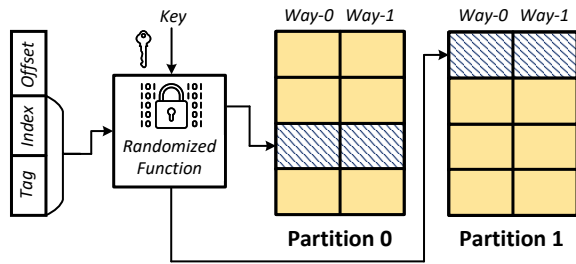 Key
Way-0 Way-1
Way-0 Way-1
Offset
Index
Tag
Randomized
Function
Partition 0
Partition 1